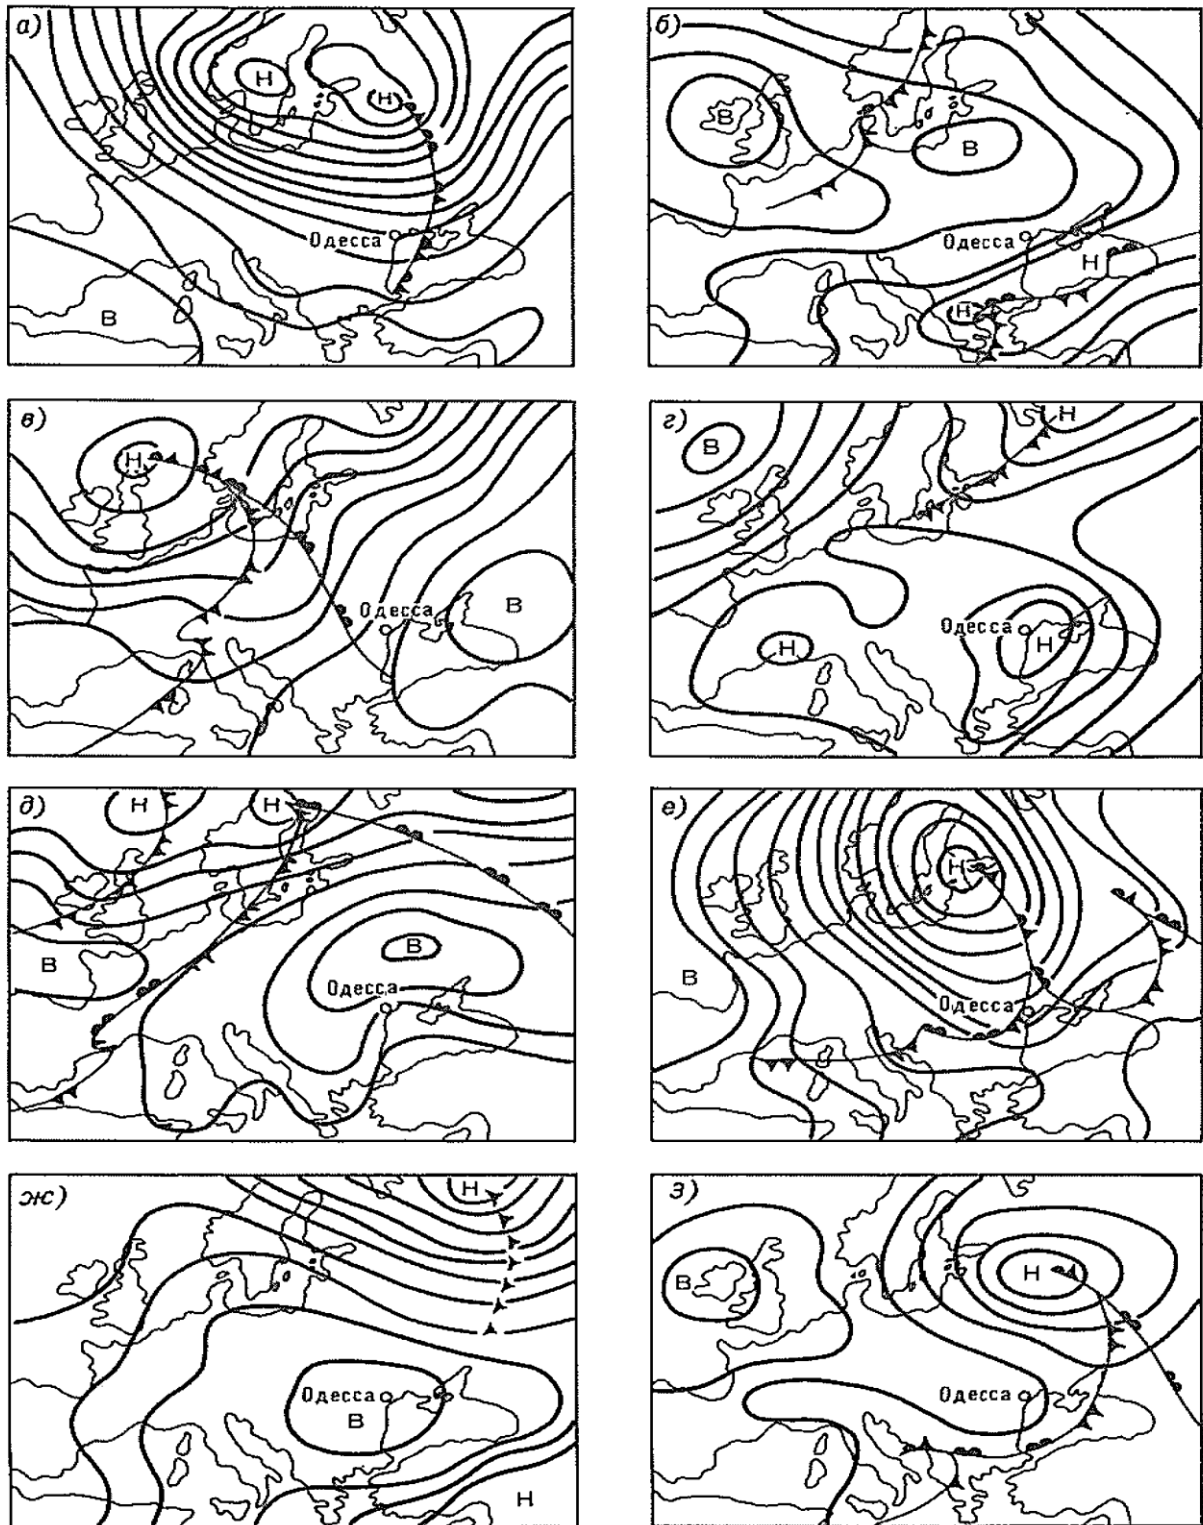 а)
Н
Н
Одесса
В
б)
В
В
Одесса
Н
Н
в)
Н
Одесса
В
г)
В
Н
Одесса
Н
Н
д)
Н
Н
В
В
Одесса
е)
Н
В
Одесса
ж)
Н
Одесса
В
Н
з)
В
Н
Одесса